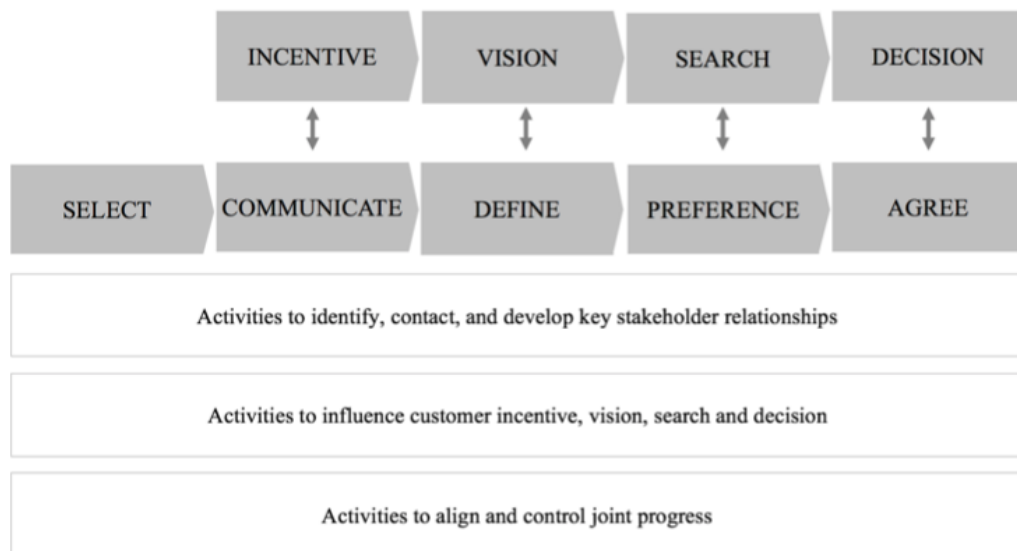 INCENTIVE
VISION
SEARCH
DECISION
SELECT
COMMUNICATE
DEFINE
PREFERENCE
AGREE
Activities to identify, contact, and develop key stakeholder relationships
Activities to influence customer incentive, vision, search and decision
Activities to align and control joint progress